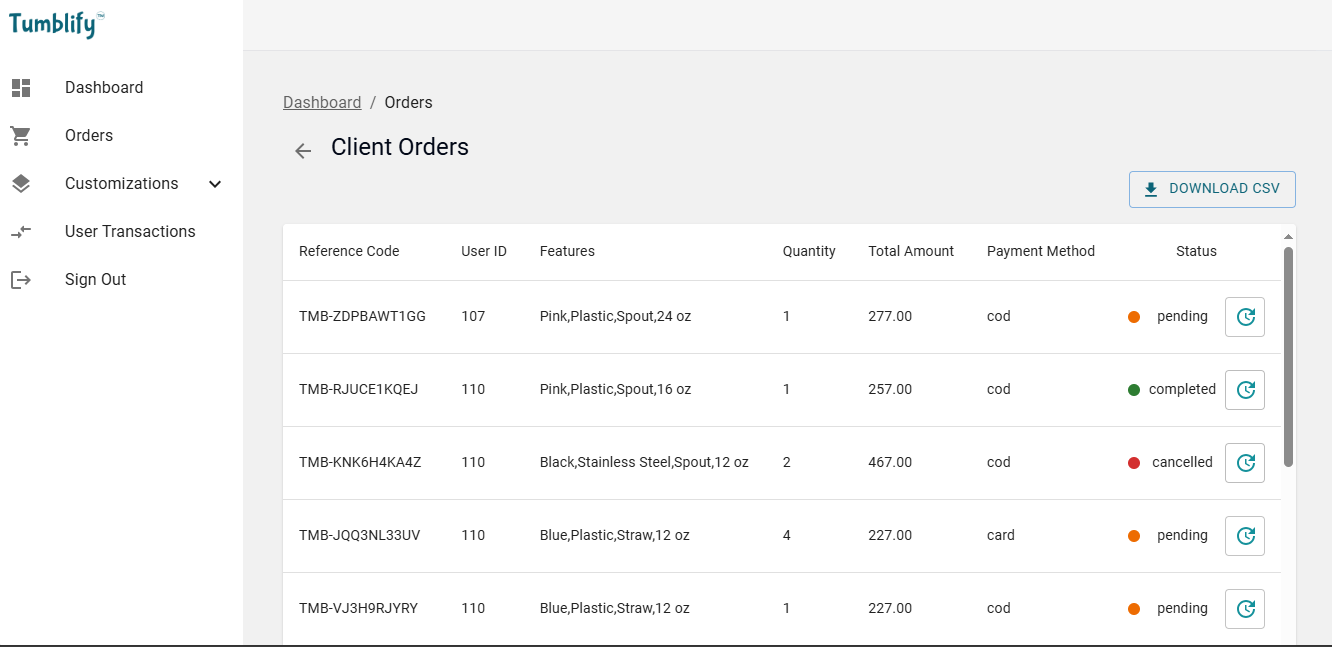 Tumblify™
Dashboard
Orders
Customizations
User Transactions
Sign Out
Dashboard / Orders
Client Orders
DOWNLOAD CSV
Reference Code User ID Features Quantity Total Amount Payment Method Status
TMB-ZDPBAWT1GG 107 Pink,Plastic,Spout,24 oz 1 277.00 cod pending
TMB-RJUCE1KQEJ 110 Pink,Plastic,Spout,16 oz 1 257.00 cod completed
TMB-KNK6H4KA4Z 110 Black,Stainless Steel,Spout,12 oz 2 467.00 cod cancelled
TMB-JQQ3NL33UV 110 Blue,Plastic,Straw,12 oz 4 227.00 card pending
TMB-VJ3H9RJYRY 110 Blue,Plastic,Straw,12 oz 1 227.00 cod pending